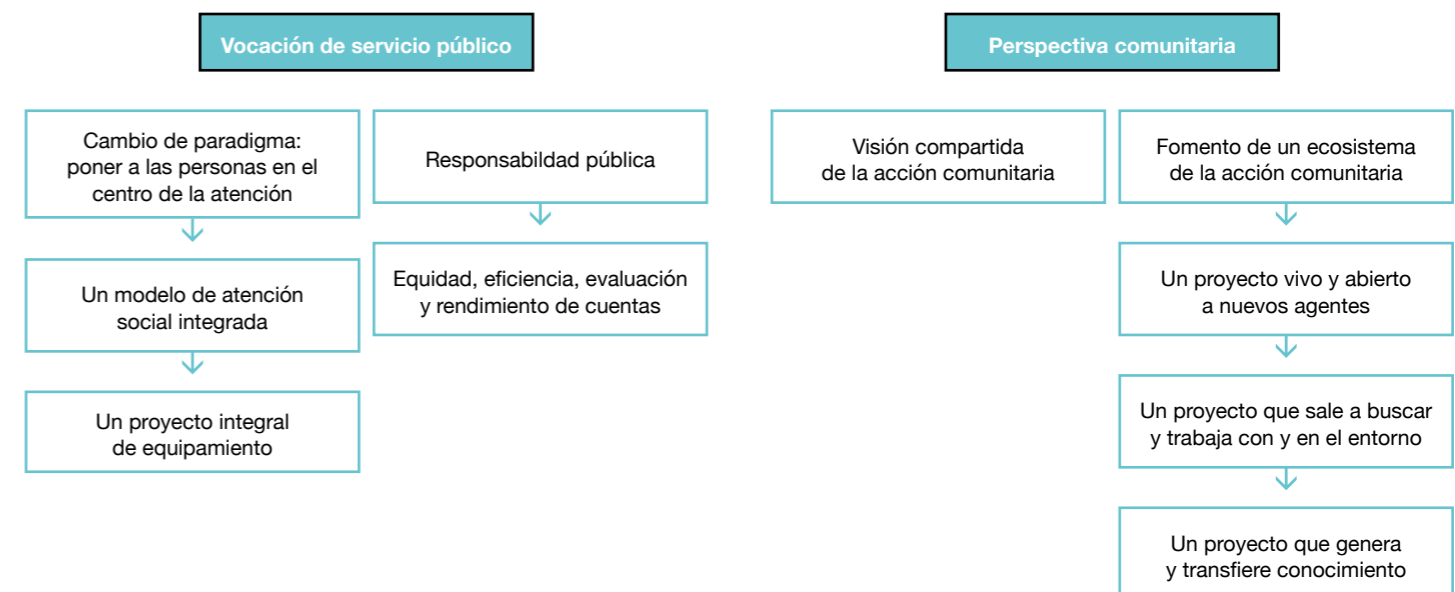 Vocación de servicio público
Cambio de paradigma:
poner a las personas en el
centro de la atención
Un modelo de atención
social integrada
Un proyecto integral
de equipamiento
Responsabildad pública
Equidad, eficiencia, evaluación
y rendimiento de cuentas
Perspectiva comunitaria
Visión compartida
de la acción comunitaria
Fomento de un ecosistema
de la acción comunitaria
Un proyecto vivo y abierto
a nuevos agentes
Un proyecto que sale a buscar
y trabaja con y en el entorno
Un proyecto que genera
y transfiere conocimiento